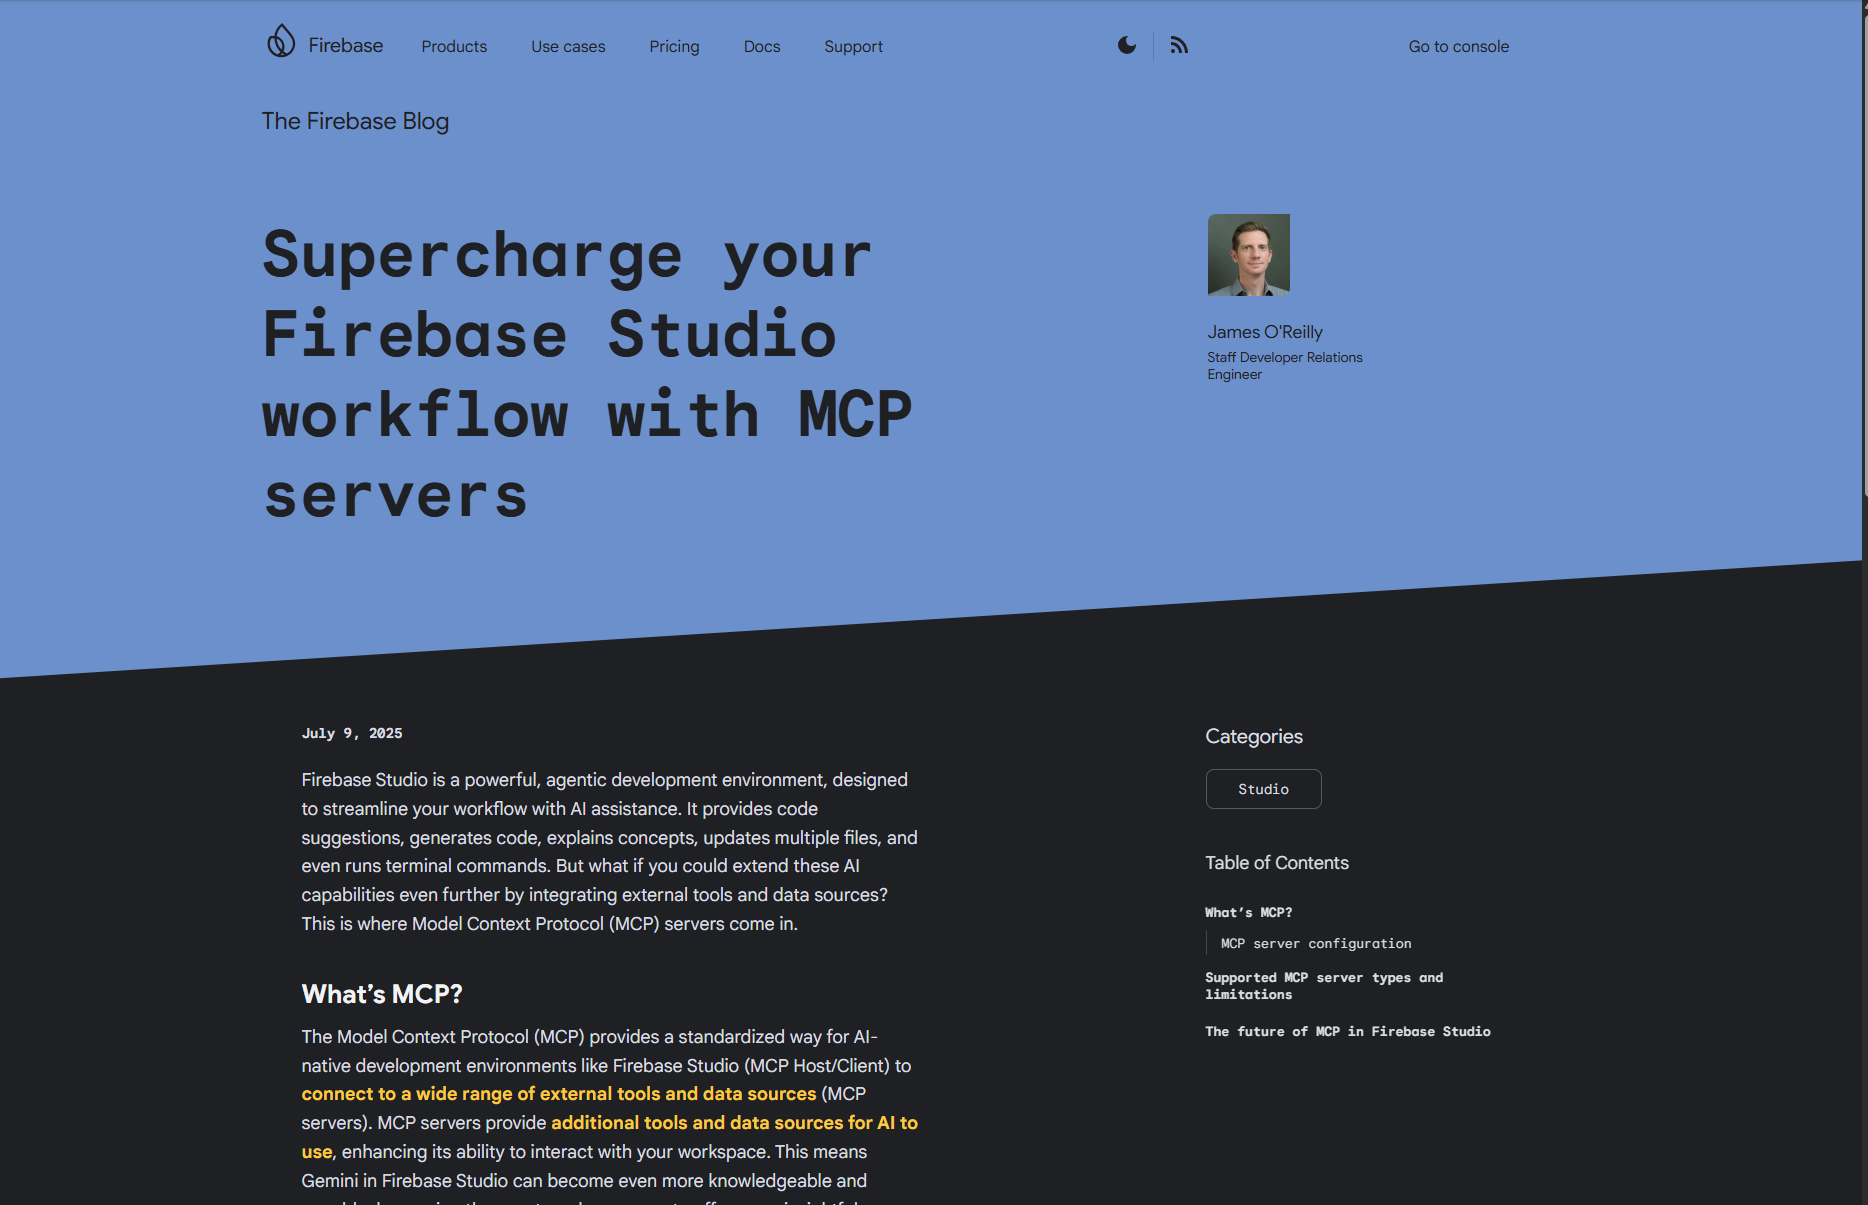 Firebase
Products
Use cases
Pricing
Docs
Support
Go to console
The Firebase Blog
Supercharge your
Firebase Studio
workflow with MCP
servers
James O'Reilly
Staff Developer Relations
Engineer
July 9, 2025
Firebase Studio is a powerful, agentic development environment, designed
to streamline your workflow with AI assistance. It provides code
suggestions, generates code, explains concepts, updates multiple files, and
even runs terminal commands. But what if you could extend these AI
capabilities even further by integrating external tools and data sources?
This is where Model Context Protocol (MCP) servers come in.
What’s MCP?
The Model Context Protocol (MCP) provides a standardized way for AI-
native development environments like Firebase Studio (MCP Host/Client) to
connect to a wide range of external tools and data sources (MCP
servers). MCP servers provide additional tools and data sources for AI to
use, enhancing its ability to interact with your workspace. This means
Gemini in Firebase Studio can become even more knowledgeable and
Categories
Studio
Table of Contents
What’s MCP?
MCP server configuration
Supported MCP server types and
limitations
The future of MCP in Firebase Studio